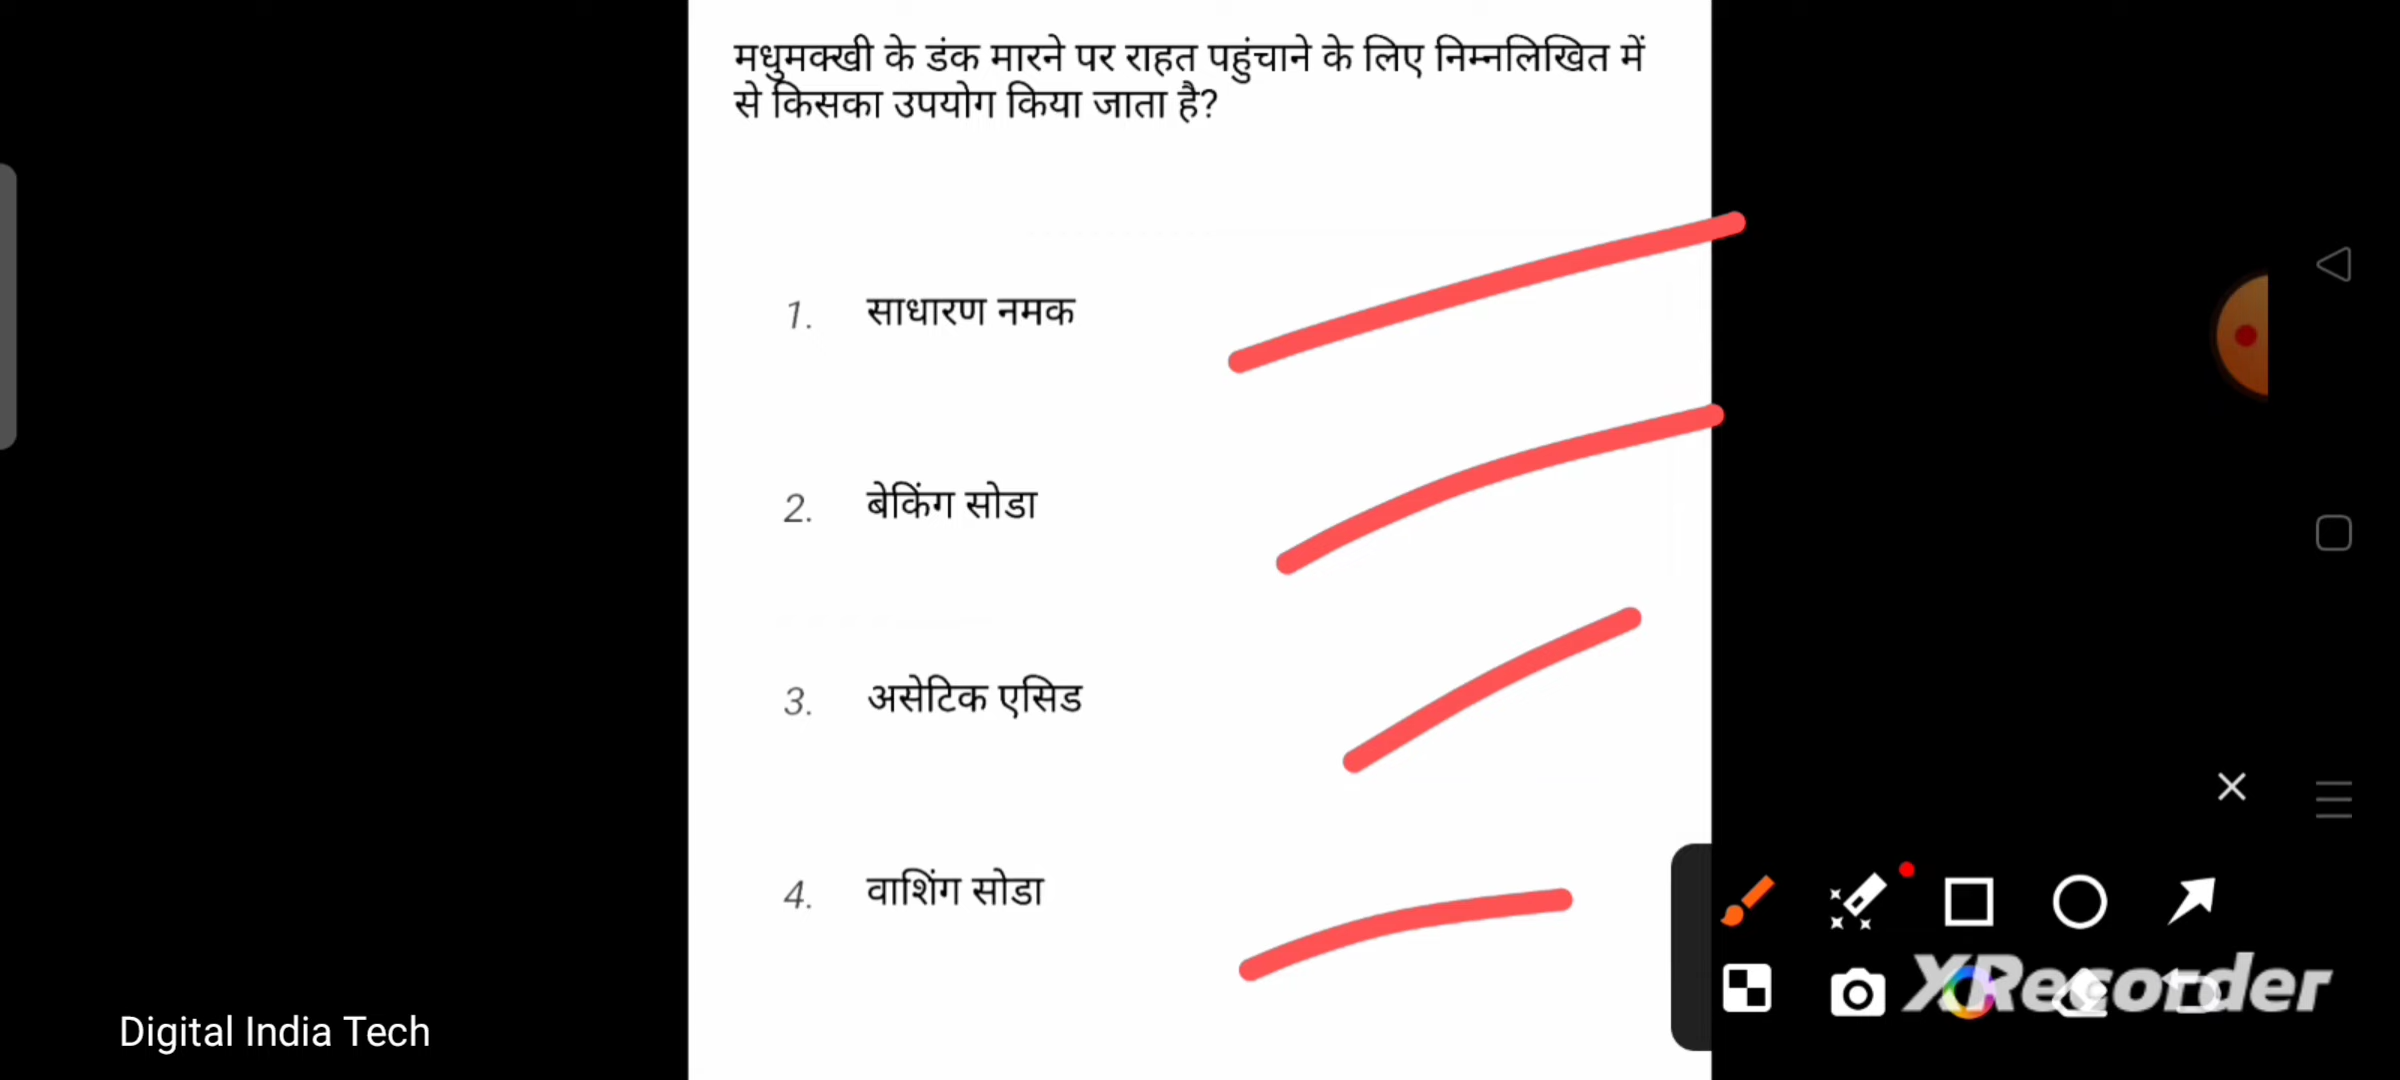 मधुमक्खी के डंक मारने पर राहत पहुंचाने के लिए निम्नलिखित में
से किसका उपयोग किया जाता है?
1. साधारण नमक
2. बेकिंग सोडा
3. असेटिक एसिड
4. वाशिंग सोडा
XRecorder
Digital India Tech